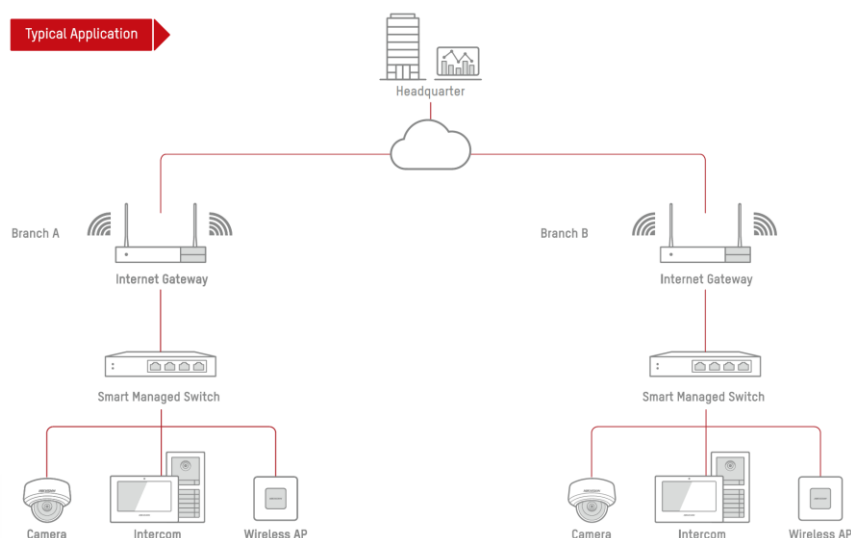 Typical Application
Headquarter
Branch A
Branch B
Internet Gateway
Internet Gateway
Smart Managed Switch
Smart Managed Switch
Camera
Intercom
Wireless AP
Camera
Intercom
Wireless AP